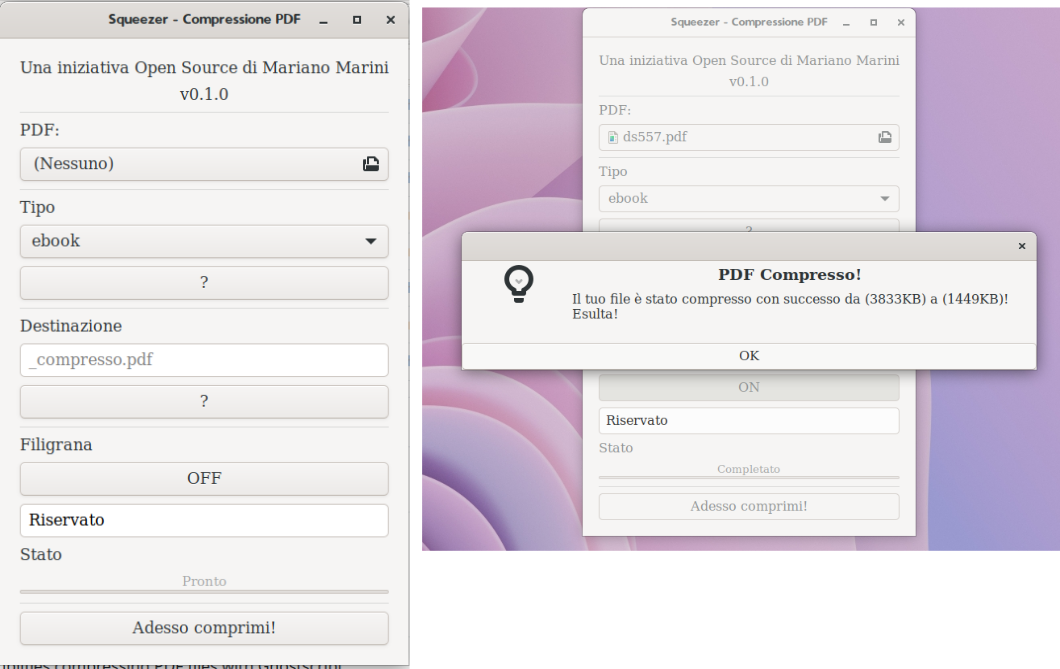 Squeezer - Compressione PDF
Una iniziativa Open Source di Mariano Marini
v0.1.0
PDF:
(Nessuno)
Tipo
ebook
?
Destinazione
_compresso.pdf
?
Filigrana
OFF
Riservato
Stato
Pronto
Adesso comprimi!
Squeezer - Compressione PDF
Una iniziativa Open Source di Mariano Marini
v0.1.0
PDF:
ds557.pdf
Tipo
ebook
?
PDF Compresso!
Il tuo file è stato compresso con successo da (3833KB) a (1449KB)!
Esulta!
OK
ON
Riservato
Stato
Completato
Adesso comprimi!